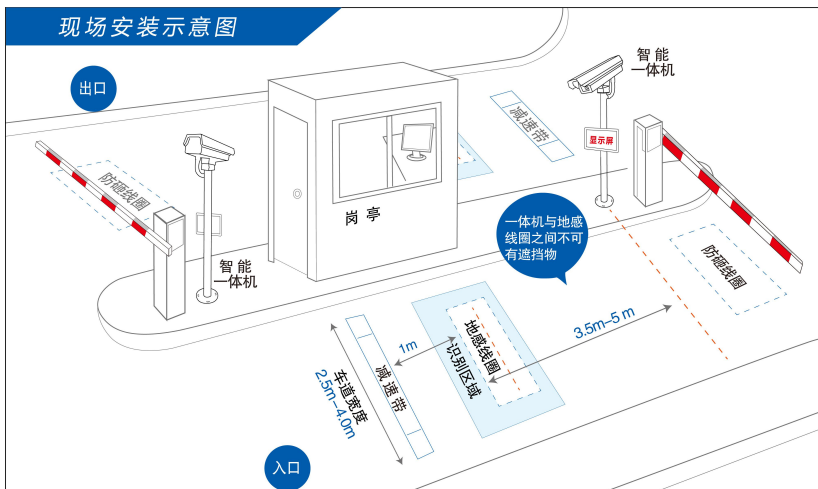 现场安装示意图
出口
智能
一体机
减速带
显示屏
防砸线圈
岗亭
智能
一体机
一体机与地感
线圈之间不可
有遮挡物
防砸线圈
3.5m-5 m
1m
地感线圈
识别区域
减速带
车道宽度
2.5m-4.0m
入口